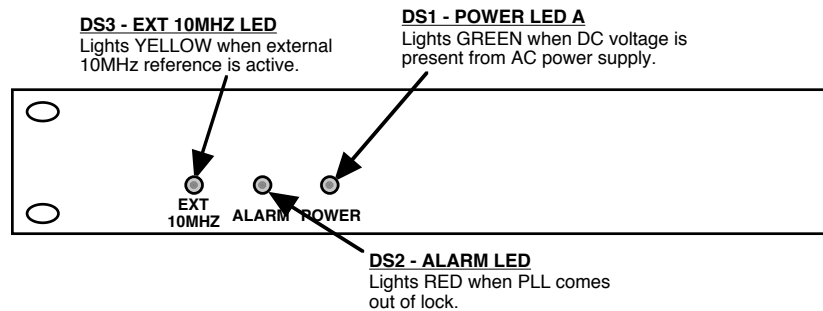 DS3 - EXT 10MHZ LED
Lights YELLOW when external
10MHz reference is active.
DS1 - POWER LED A
Lights GREEN when DC voltage is
present from AC power supply.
EXT
10MHZ
ALARM
POWER
DS2 - ALARM LED
Lights RED when PLL comes
out of lock.